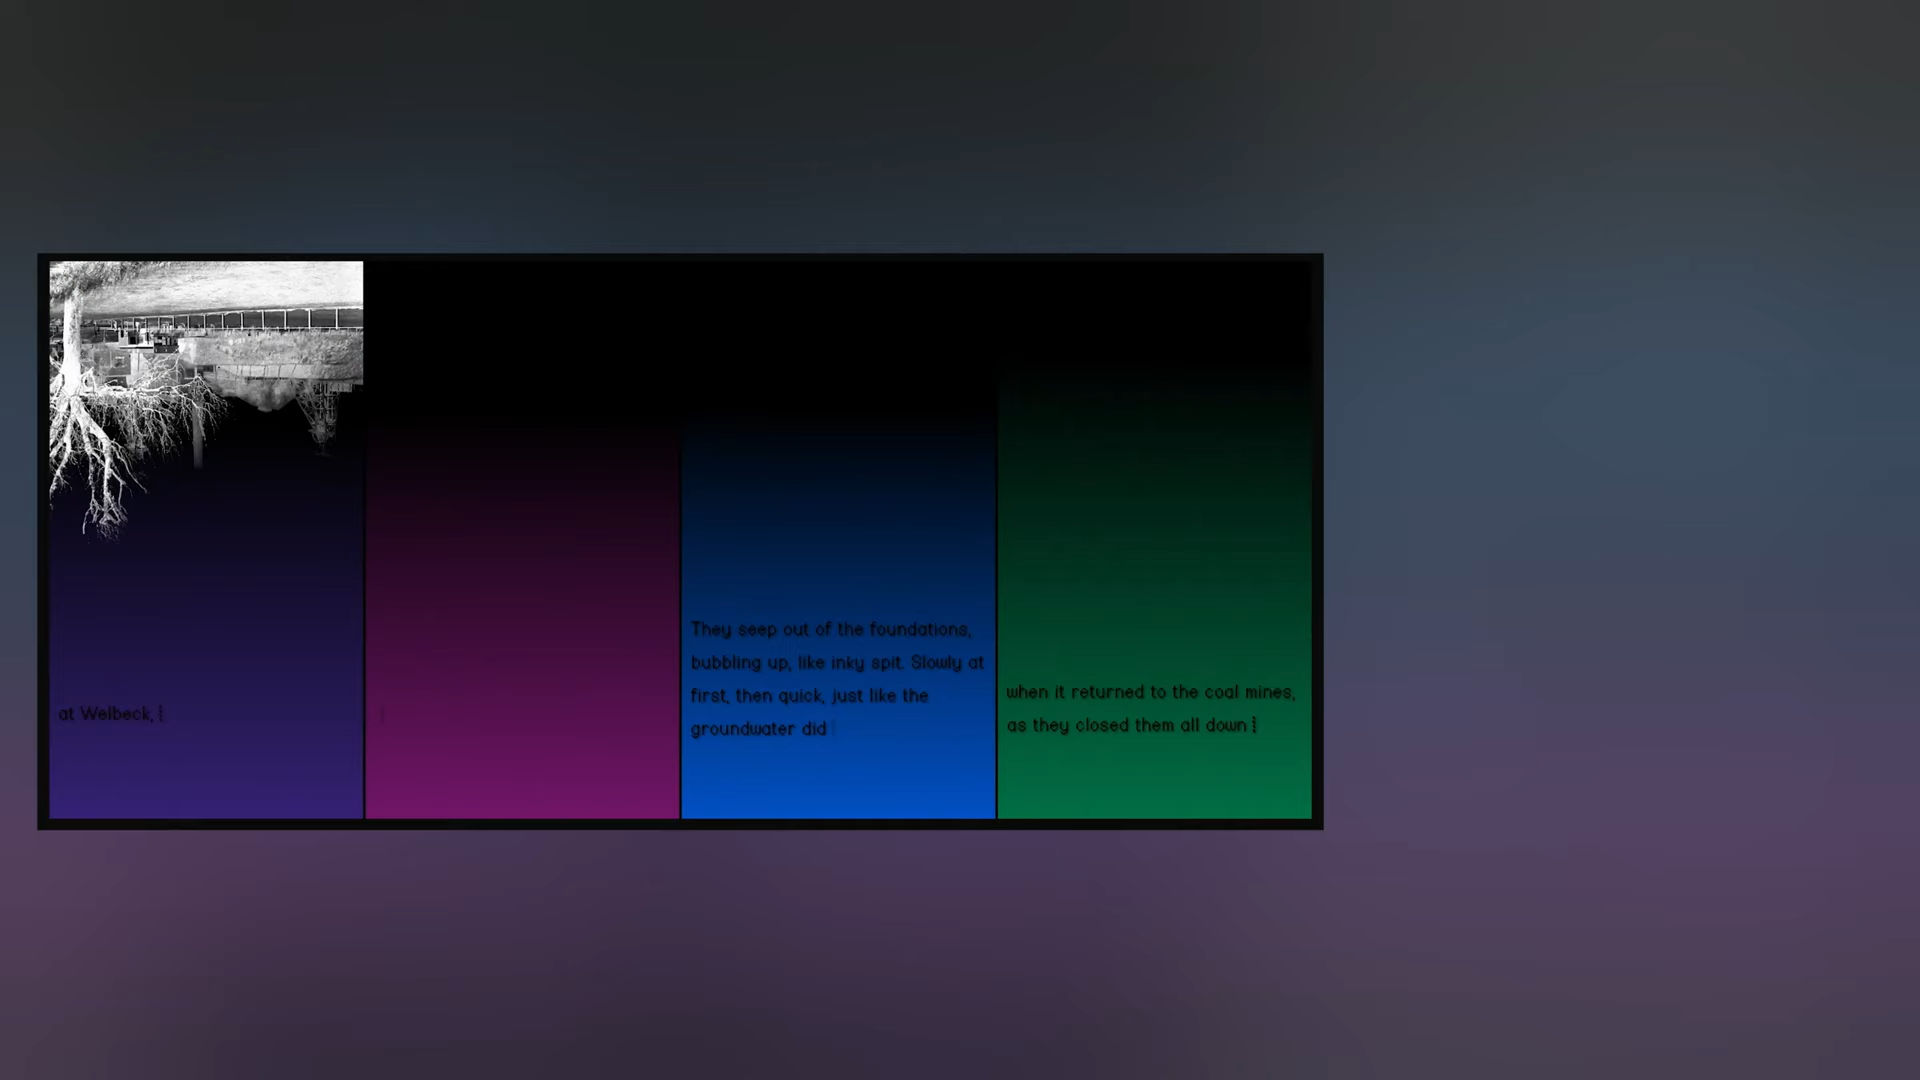 at Welbeck,
They seep out of the foundations,
bubbling up, like inky spit. Slowly at
first, then quick, just like the
groundwater did
when it returned to the coal mines,
as they closed them all down